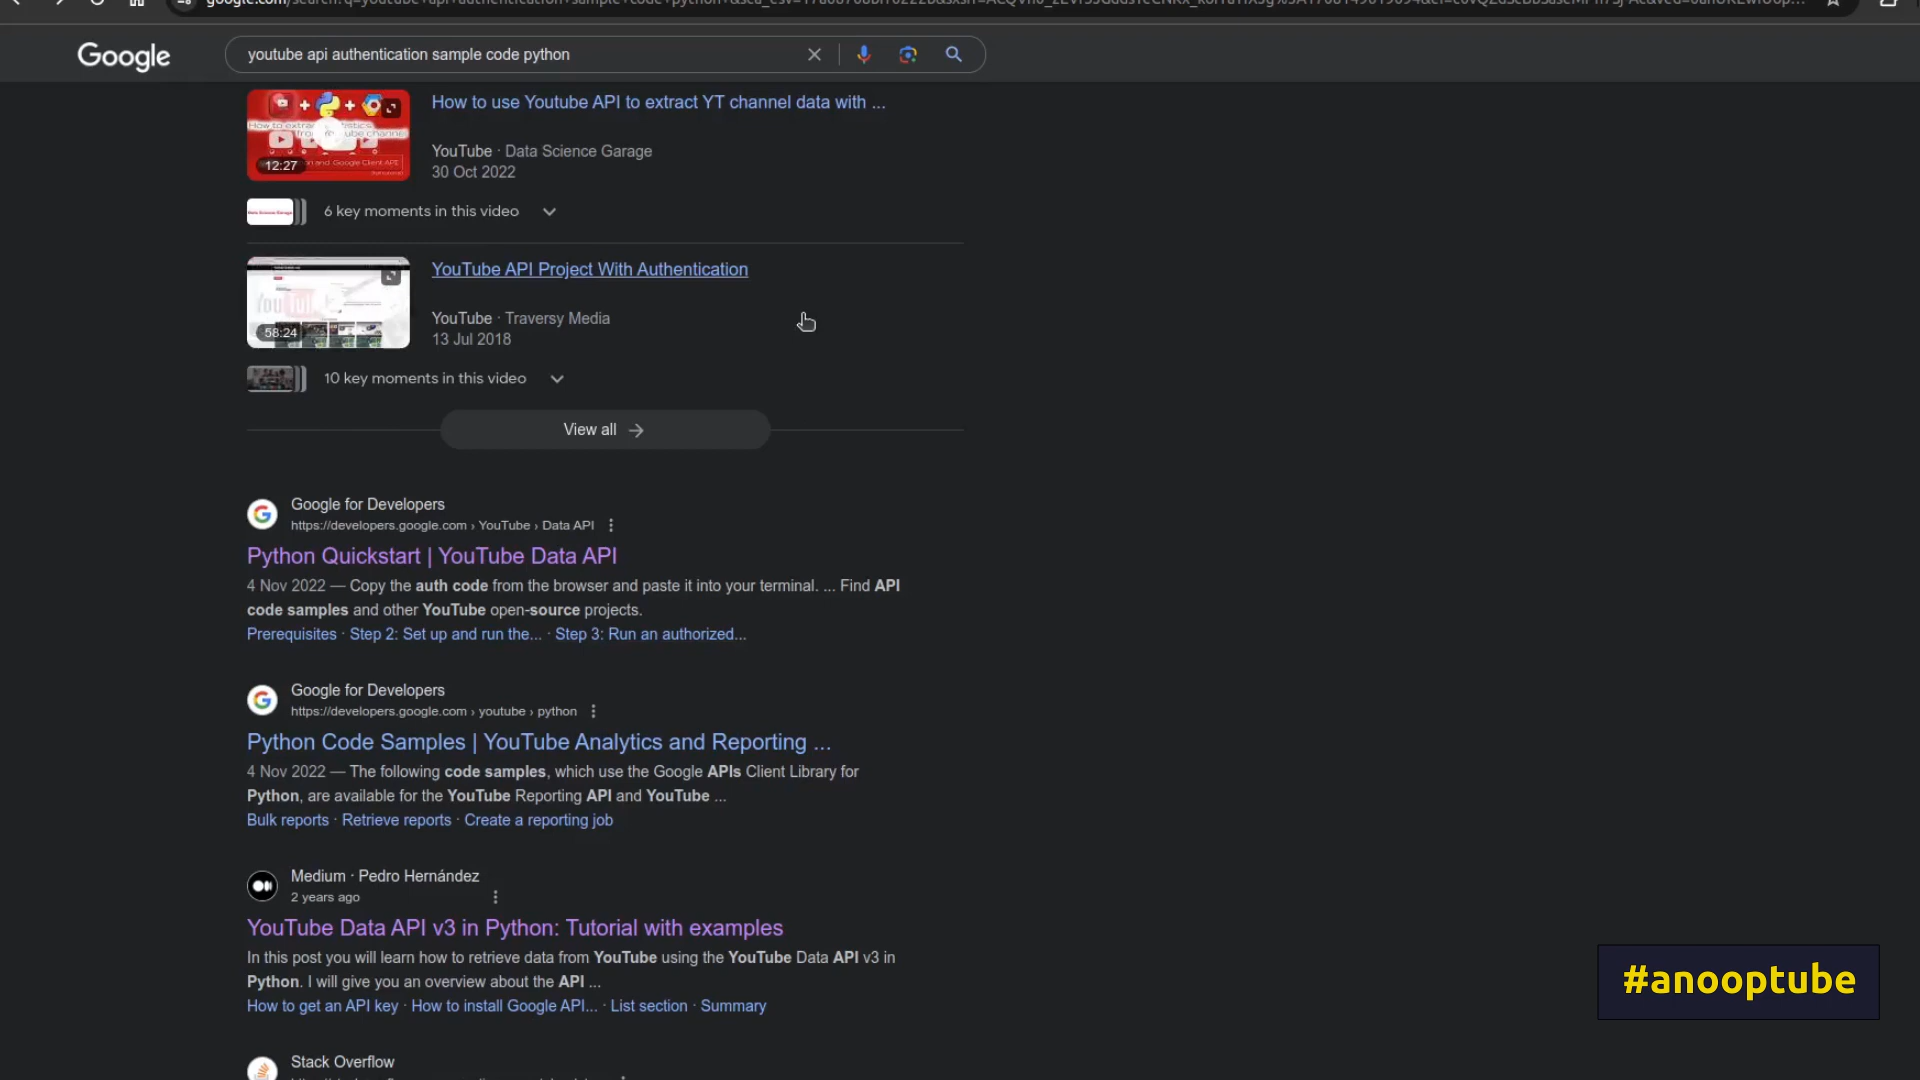 Google
youtube api authentication sample code python
How to use Youtube API to extract YT channel data with ...
12:27
YouTube · Data Science Garage
30 Oct 2022
6 key moments in this video
YouTube API Project With Authentication
58:24
YouTube · Traversy Media
13 Jul 2018
10 key moments in this video
View all
Google for Developers
https://developers.google.com › YouTube › Data API
Python Quickstart | YouTube Data API
4 Nov 2022 — Copy the auth code from the browser and paste it into your terminal. ... Find API
code samples and other YouTube open-source projects.
Prerequisites · Step 2: Set up and run the... · Step 3: Run an authorized...
Google for Developers
https://developers.google.com › youtube › python
Python Code Samples | YouTube Analytics and Reporting ...
4 Nov 2022 — The following code samples, which use the Google APIs Client Library for
Python, are available for the YouTube Reporting API and YouTube ...
Bulk reports · Retrieve reports · Create a reporting job
Medium · Pedro Hernández
2 years ago
YouTube Data API v3 in Python: Tutorial with examples
In this post you will learn how to retrieve data from YouTube using the YouTube Data API v3 in
Python. I will give you an overview about the API ...
How to get an API key · How to install Google API... · List section · Summary
#anooptube
Stack Overflow